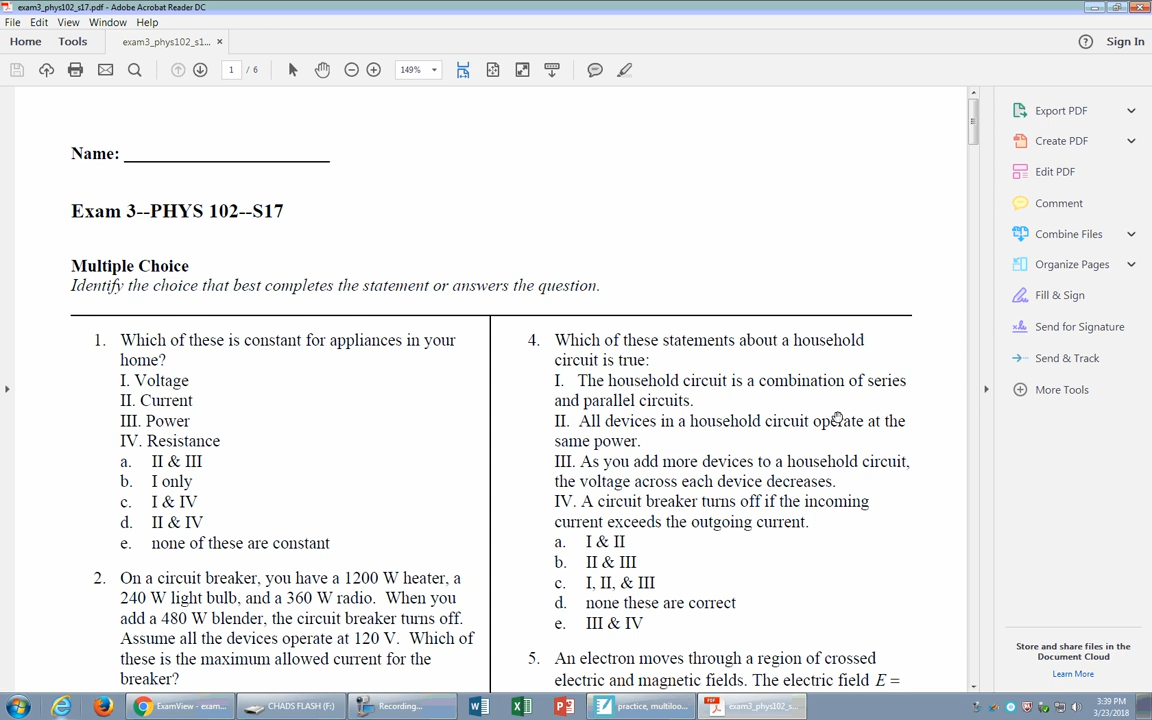 exam3_phys102_s17.pdf - Adobe Acrobat Reader DC
File Edit View Window Help
Home Tools exam3_phys102_s1... × Sign In
1 / 6 149%
Export PDF
Create PDF
Edit PDF
Comment
Combine Files
Organize Pages
Fill & Sign
Send for Signature
Send & Track
More Tools
Store and share files in the
Document Cloud
Learn More
Name:
Exam 3--PHYS 102--S17
Multiple Choice
Identify the choice that best completes the statement or answers the question.
1. Which of these is constant for appliances in your
home?
I. Voltage
II. Current
III. Power
IV. Resistance
a. II & III
b. I only
c. I & IV
d. II & IV
e. none of these are constant
2. On a circuit breaker, you have a 1200 W heater, a
240 W light bulb, and a 360 W radio. When you
add a 480 W blender, the circuit breaker turns off.
Assume all the devices operate at 120 V. Which of
these is the maximum allowed current for the
breaker?
4. Which of these statements about a household
circuit is true:
I. The household circuit is a combination of series
and parallel circuits.
II. All devices in a household circuit operate at the
same power.
III. As you add more devices to a household circuit,
the voltage across each device decreases.
IV. A circuit breaker turns off if the incoming
current exceeds the outgoing current.
a. I & II
b. II & III
c. I, II, & III
d. none these are correct
e. III & IV
5. An electron moves through a region of crossed
electric and magnetic fields. The electric field E =
ExamView - exam... CHADS FLASH (F:) Recording... practice, multiloo... exam3_phys102_s...
3:39 PM
3/23/2018